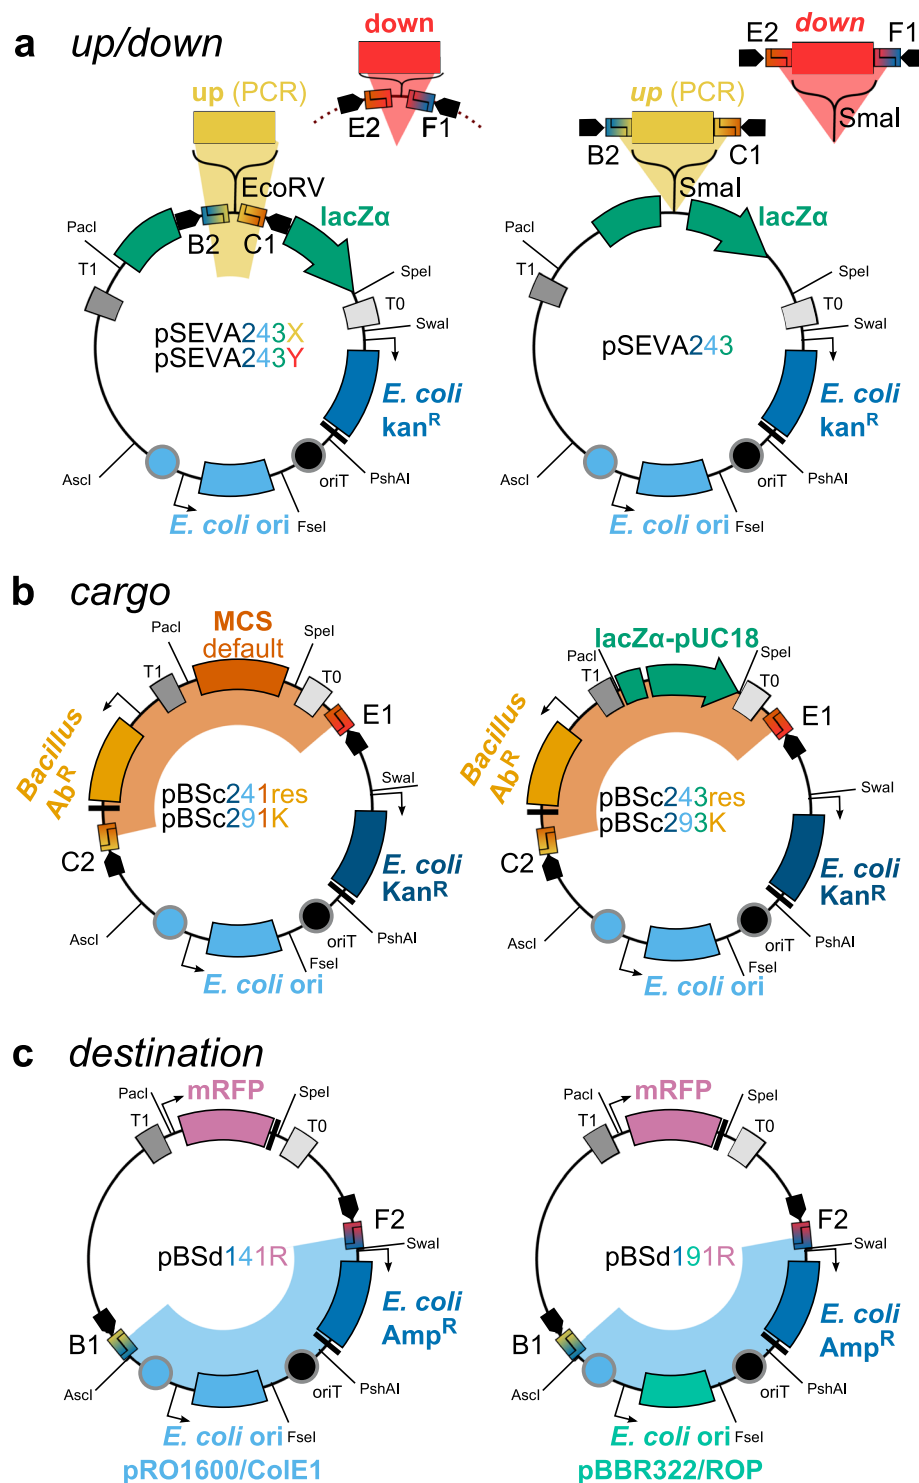 a up/down
down
E2
F1
up (PCR)
EcoRV
B2
C1
lacZα
PacI
T1
SpeI
T0
SwaI
pSEVA243X
pSEVA243Y
E. coli
kanR
PshAI
oriT
FseI
AscI
E. coli ori
E2
down
F1
SmaI
up (PCR)
B2
C1
SmaI
lacZα
PacI
T1
SpeI
T0
SwaI
pSEVA243
E. coli
kanR
PshAI
oriT
FseI
AscI
E. coli ori
b cargo
MCS
default
PacI
SpeI
T1
T0
E1
Bacillus
AbR
pBSc241res
pBSc291K
SwaI
C2
E. coli
KanR
AscI
PshAI
oriT
FseI
E. coli ori
lacZα-pUC18
PacI
SpeI
T1
T0
E1
Bacillus
AbR
pBSc243res
pBSc293K
SwaI
C2
E. coli
KanR
AscI
PshAI
oriT
FseI
E. coli ori
c destination
mRFP
PacI
SpeI
T1
T0
F2
pBSd141R
SwaI
E. coli
AmpR
B1
AscI
PshAI
oriT
FseI
E. coli ori
pRO1600/ColE1
mRFP
PacI
SpeI
T1
T0
F2
pBSd191R
SwaI
E. coli
AmpR
B1
AscI
PshAI
oriT
FseI
E. coli ori
pBBR322/ROP